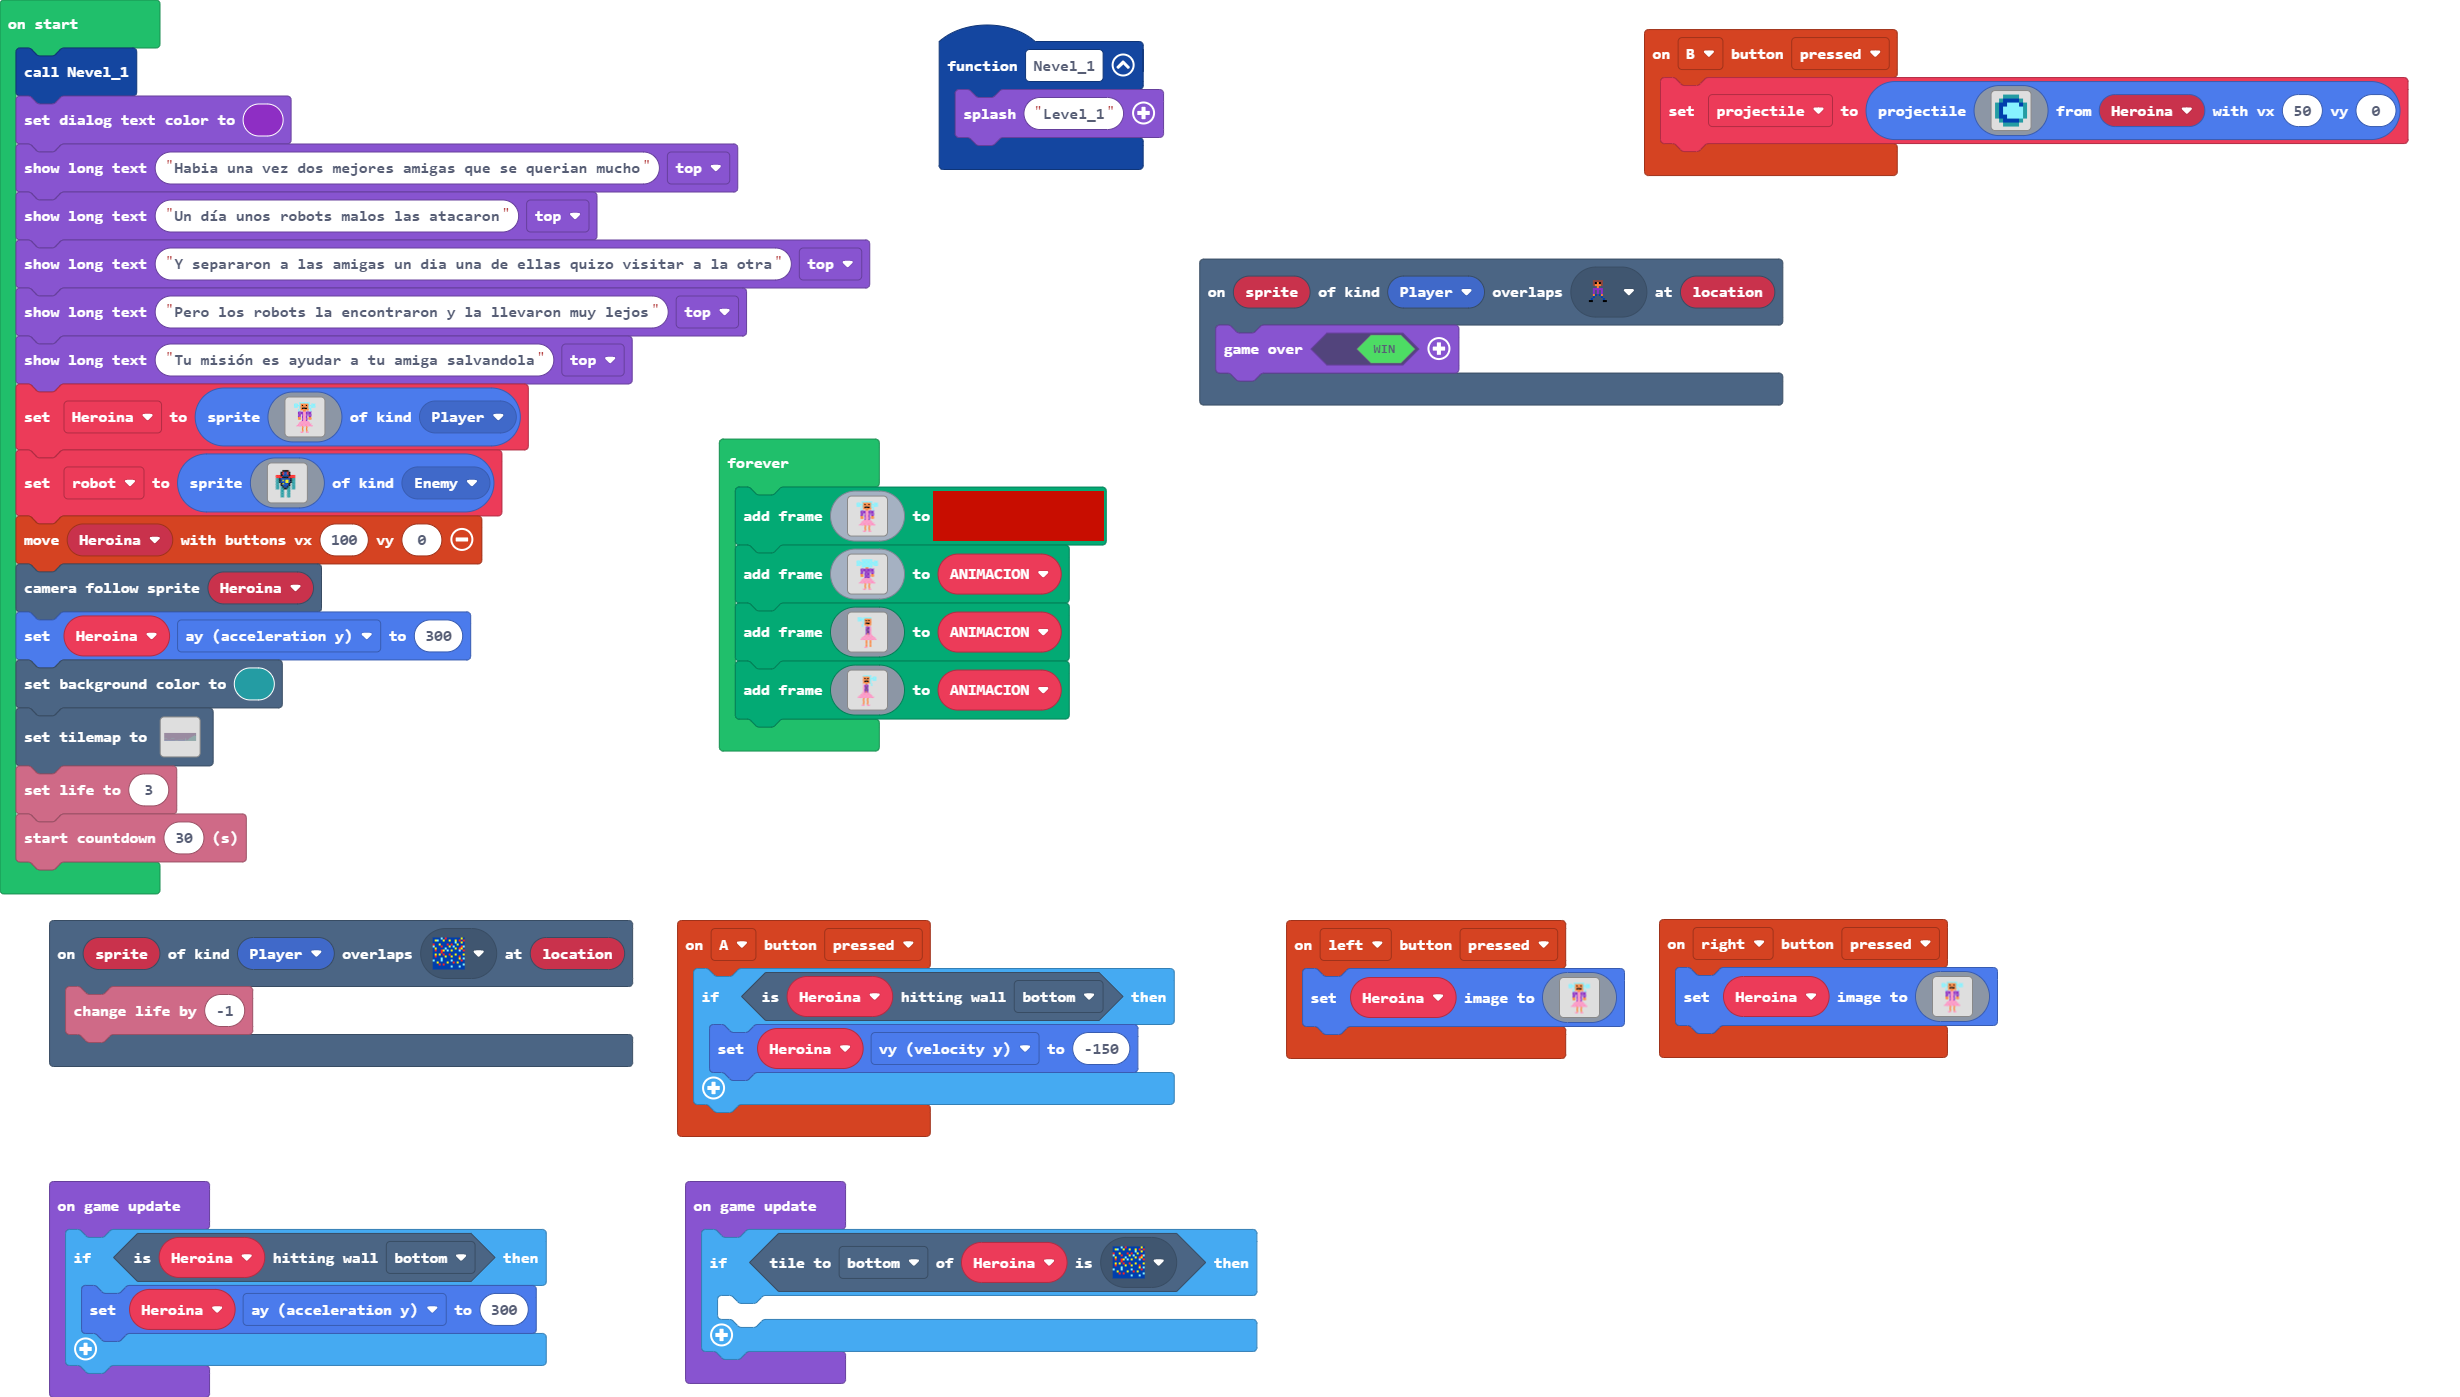 on start
call Nevel_1
set dialog text color to
show long text "Habia una vez dos mejores amigas que se querian mucho" top
show long text "Un día unos robots malos las atacaron" top
show long text "Y separaron a las amigas un dia una de ellas quizo visitar a la otra" top
show long text "Pero los robots la encontraron y la llevaron muy lejos" top
show long text "Tu misión es ayudar a tu amiga salvandola" top
set Heroina to sprite of kind Player
set robot to sprite of kind Enemy
move Heroina with buttons vx 100 vy 0
camera follow sprite Heroina
set Heroina ay (acceleration y) to 300
set background color to
set tilemap to
set life to 3
start countdown 30 (s)
function Nevel_1
splash "Level_1"
on B button pressed
set projectile to projectile from Heroina with vx 50 vy 0
on sprite of kind Player overlaps at location
game over WIN
forever
add frame to
add frame to ANIMACION
add frame to ANIMACION
add frame to ANIMACION
on sprite of kind Player overlaps at location
change life by -1
on A button pressed
if is Heroina hitting wall bottom then
set Heroina vy (velocity y) to -150
on left button pressed
set Heroina image to
on right button pressed
set Heroina image to
on game update
if is Heroina hitting wall bottom then
set Heroina ay (acceleration y) to 300
on game update
if tile to bottom of Heroina is then